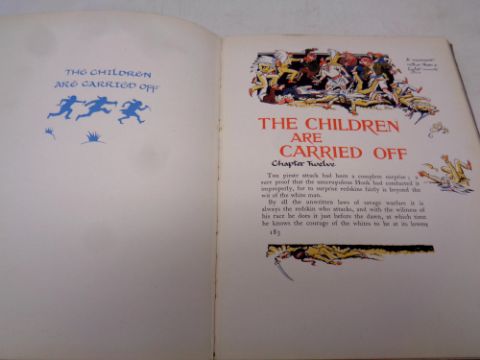 THE CHILDREN
ARE CARRIED OFF
THE CHILDREN
ARE
CARRIED OFF
Chapter Twelve
THE pirate attack had been a complete surprise; a
sure proof that the unscrupulous Hook had conducted it
improperly, for to surprise redskins fairly is beyond the
wit of the white man.
By all the unwritten laws of savage warfare it is
always the redskin who attacks, and with the wiliness of
his race he does it just before the dawn, at which time
he knows the courage of the whites to be at its lowest
183